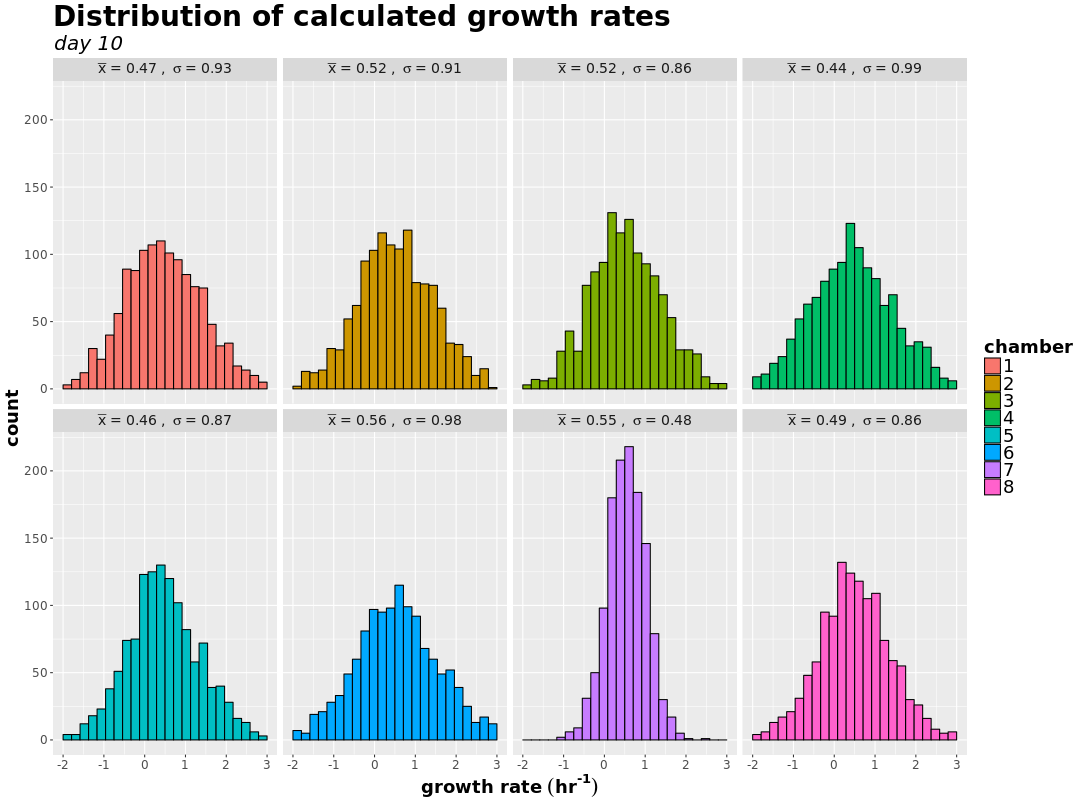 Distribution of calculated growth rates
day 10
x̅ = 0.47 , σ = 0.93
x̅ = 0.52 , σ = 0.91
x̅ = 0.52 , σ = 0.86
x̅ = 0.44 , σ = 0.99
200
150
100
50
0
x̅ = 0.46 , σ = 0.87
x̅ = 0.56 , σ = 0.98
x̅ = 0.55 , σ = 0.48
x̅ = 0.49 , σ = 0.86
200
150
100
50
0
-2 -1 0 1 2 3
-2 -1 0 1 2 3
-2 -1 0 1 2 3
-2 -1 0 1 2 3
count
growth rate (hr⁻¹)
chamber
1
2
3
4
5
6
7
8